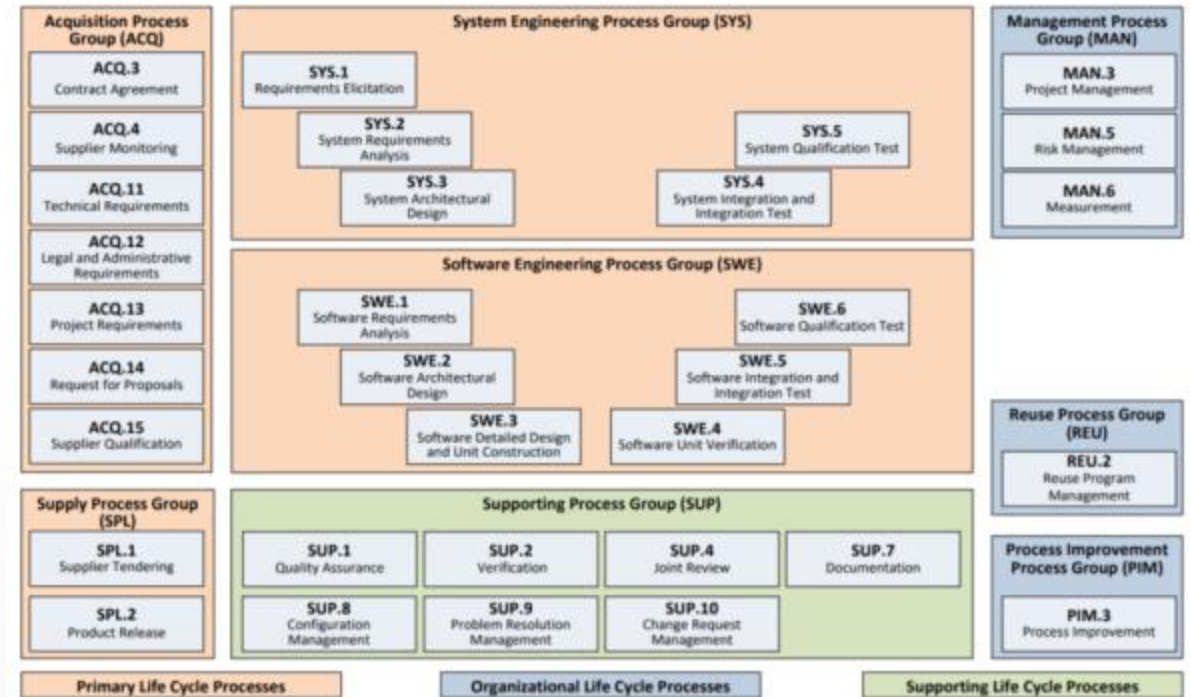 Acquisition Process
Group (ACQ)
ACQ.3
Contract Agreement
ACQ.4
Supplier Monitoring
ACQ.11
Technical Requirements
ACQ.12
Legal and Administrative
Requirements
ACQ.13
Project Requirements
ACQ.14
Request for Proposals
ACQ.15
Supplier Qualification
System Engineering Process Group (SYS)
SYS.1
Requirements Elicitation
SYS.2
System Requirements
Analysis
SYS.3
System Architectural
Design
SYS.5
System Qualification Test
SYS.4
System Integration and
Integration Test
Software Engineering Process Group (SWE)
SWE.1
Software Requirements
Analysis
SWE.2
Software Architectural
Design
SWE.3
Software Detailed Design
and Unit Construction
SWE.6
Software Qualification Test
SWE.5
Software Integration and
Integration Test
SWE.4
Software Unit Verification
Management Process
Group (MAN)
MAN.3
Project Management
MAN.5
Risk Management
MAN.6
Measurement
Reuse Process Group
(REU)
REU.2
Reuse Program
Management
Supply Process Group
(SPL)
SPL.1
Supplier Tendering
SPL.2
Product Release
Supporting Process Group (SUP)
SUP.1
Quality Assurance
SUP.2
Verification
SUP.4
Joint Review
SUP.7
Documentation
SUP.8
Configuration
Management
SUP.9
Problem Resolution
Management
SUP.10
Change Request
Management
Process Improvement
Process Group (PIM)
PIM.3
Process Improvement
Primary Life Cycle Processes
Organizational Life Cycle Processes
Supporting Life Cycle Processes